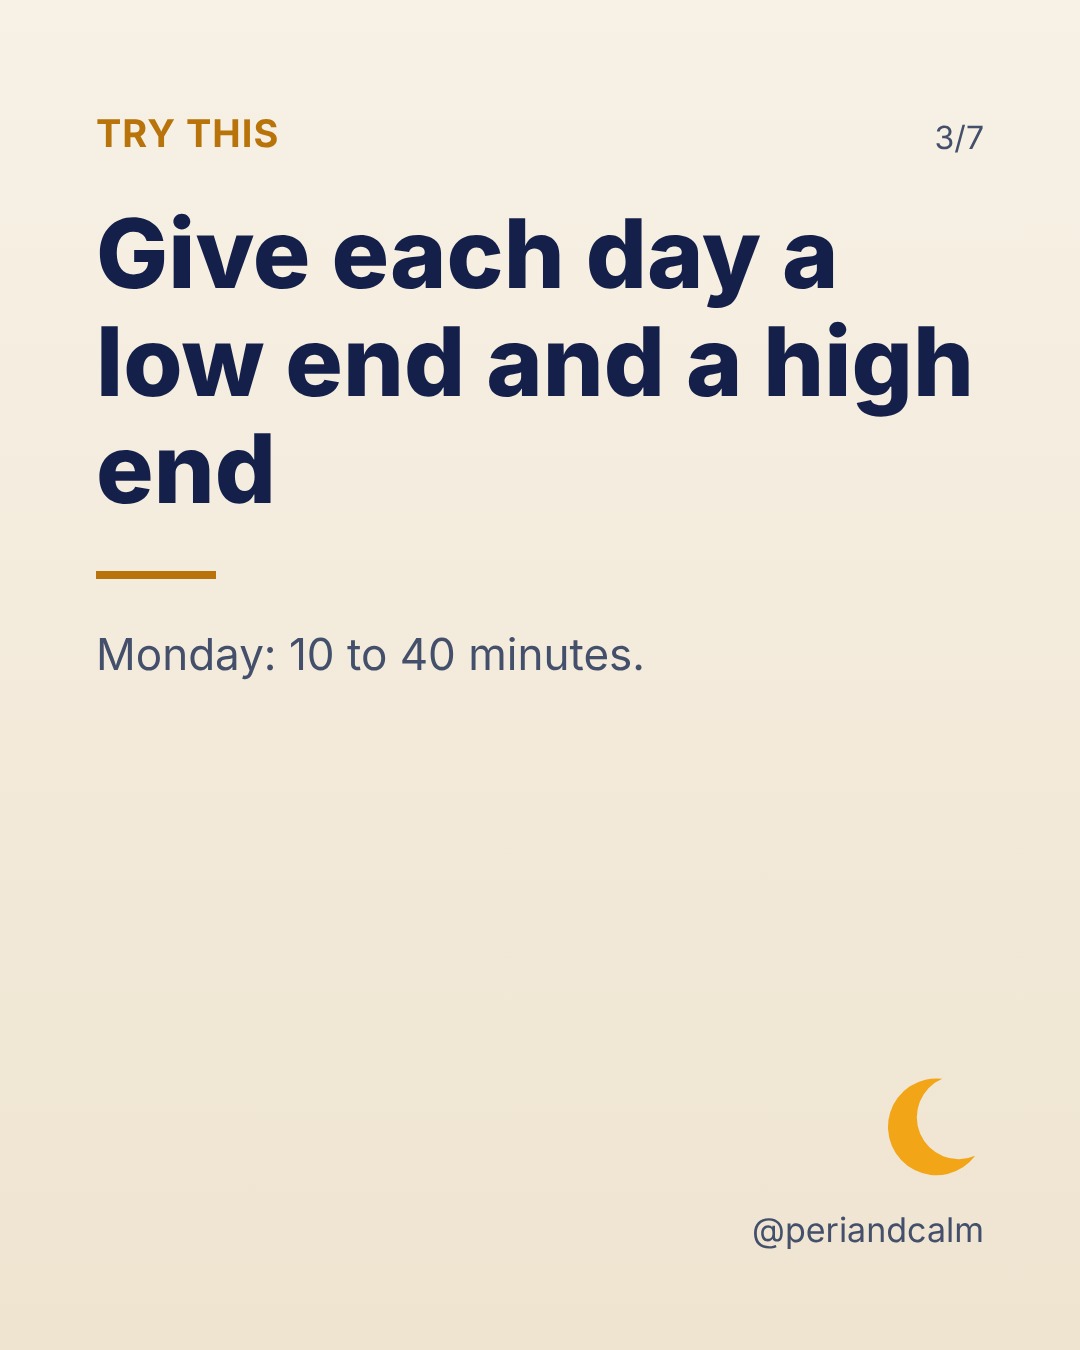 TRY THIS
3/7
Give each day a
low end and a high
end
Monday: 10 to 40 minutes.
@periandcalm